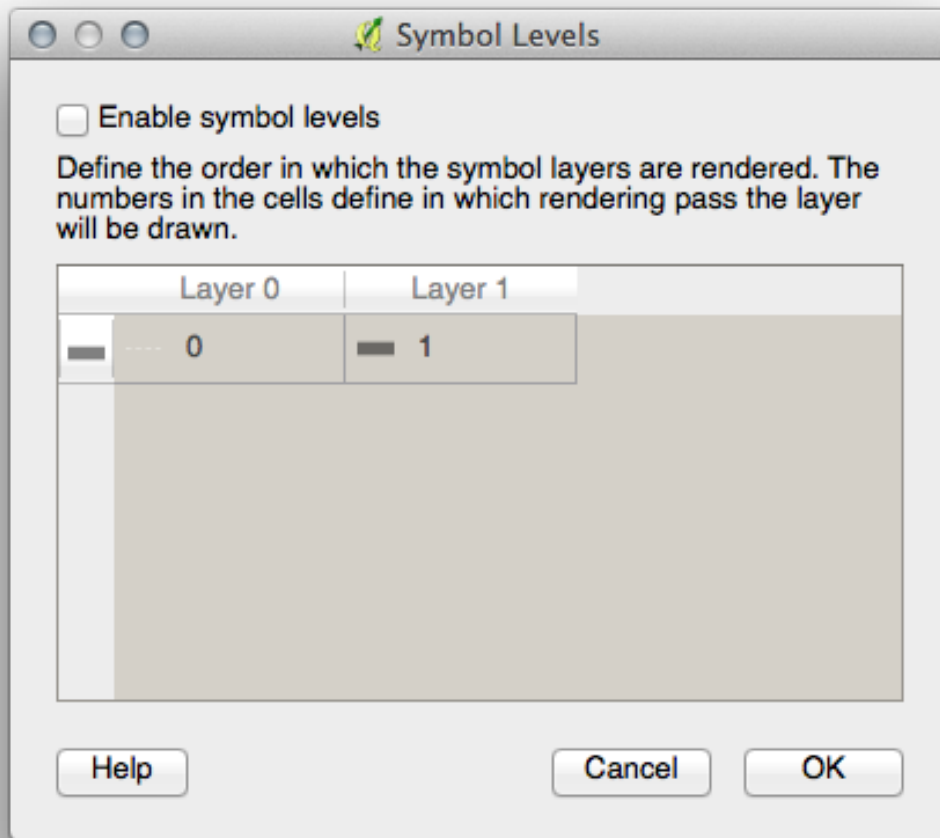 Symbol Levels
Enable symbol levels
Define the order in which the symbol layers are rendered. The
numbers in the cells define in which rendering pass the layer
will be drawn.
Layer 0 Layer 1
0 1
Help Cancel OK